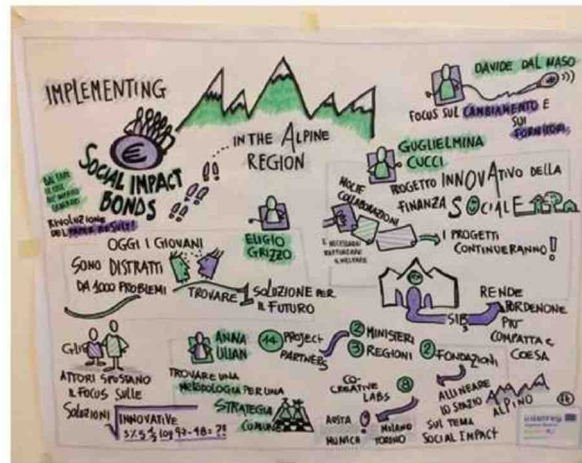 IMPLEMENTING
SOCIAL IMPACT
BONDS
... IN THE ALPINE
REGION
DAVIDE DAL MASO
FOCUS SUL CAMBIAMENTO E
SUI
FORNITORI
GUGLIELMINA
CUCCI
PROGETTO INNOVATIVO DELLA
FINANZA SOCIALE
MOLTE
COLLABORAZIONI
I PROGETTI
CONTINUERANNO!
RIVOLUZIONE
OGGI I GIOVANI
SONO DISTRATTI
DA 1000 PROBLEMI
ELIGIO
GRIZZO
TROVARE 1 SOLUZIONE PER
IL FUTURO
SIB
RENDE
PORDENONE
PIÙ
COMPATTA E
COESA
GLI
ATTORI SPOSTANO
IL FOCUS SULLE
SOLUZIONI
INNOVATIVE
ANNA
ULIAN
TROVARE UNA
METODOLOGIA PER UNA
STRATEGIA
COMUNE
14 PROJECT
PARTNERS
2 MINISTERI
3 REGIONI
2 FONDAZIONI
CO-
CREATIVE
LABS
8
AOSTA
MILANO
MUNICH
TORINO
ALLINEARE
LO SPAZIO ALPINO
SUL TEMA
SOCIAL IMPACT